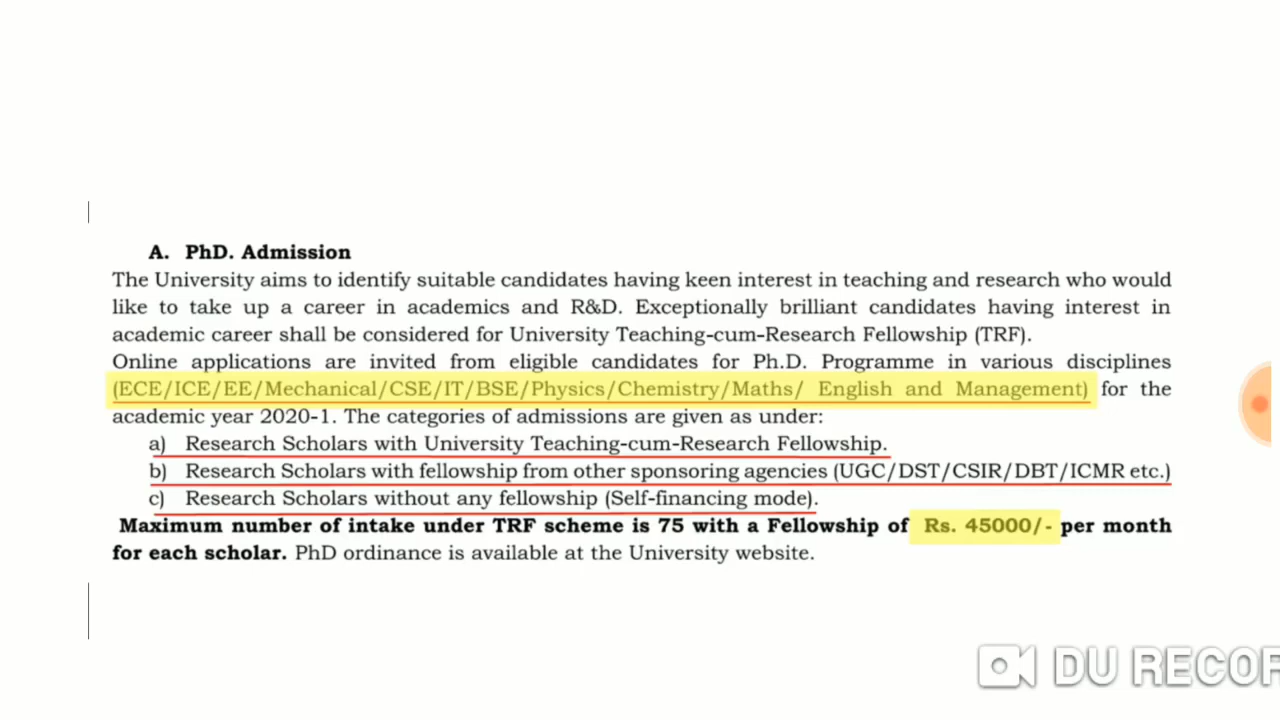 A. PhD. Admission
The University aims to identify suitable candidates having keen interest in teaching and research who would
like to take up a career in academics and R&D. Exceptionally brilliant candidates having interest in
academic career shall be considered for University Teaching-cum-Research Fellowship (TRF).
Online applications are invited from eligible candidates for Ph.D. Programme in various disciplines
(ECE/ICE/EE/Mechanical/CSE/IT/BSE/Physics/Chemistry/Maths/ English and Management) for the
academic year 2020-1. The categories of admissions are given as under:
a) Research Scholars with University Teaching-cum-Research Fellowship.
b) Research Scholars with fellowship from other sponsoring agencies (UGC/DST/CSIR/DBT/ICMR etc.)
c) Research Scholars without any fellowship (Self-financing mode).
Maximum number of intake under TRF scheme is 75 with a Fellowship of Rs. 45000/- per month
for each scholar. PhD ordinance is available at the University website.
DU RECOR